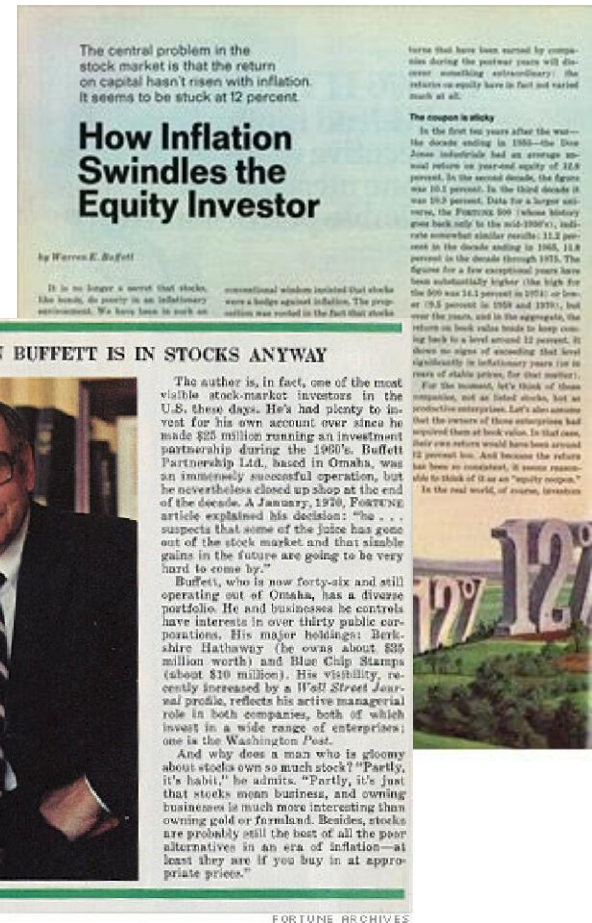 The central problem in the
stock market is that the return
on capital hasn't risen with inflation.
It seems to be stuck at 12 percent.
How Inflation
Swindles the
Equity Investor
by Warren E. Buffett
It is no longer a secret that stocks,
like bonds, do poorly in an inflationary
environment. We have been in such an
conventional wisdom insisted that stocks
were a hedge against inflation. The prop-
osition was rooted in the fact that stocks
turns that have been earned by compa-
nies during the postwar years will dis-
cover something extraordinary: the
returns on equity have in fact not varied
much at all.
The coupon is sticky
In the first ten years after the war—
the decade ending in 1955—the Dow
Jones industrials had an average an-
nual return on year-end equity of 12.8
percent. In the second decade, the figure
was 10.1 percent. In the third decade it
was 10.9 percent. Data for a larger uni-
verse, the FORTUNE 500 (whose history
goes back only to the mid-1950's), indi-
cate somewhat similar results: 11.2 per-
cent in the decade ending in 1965, 11.8
percent in the decade through 1975. The
figures for a few exceptional years have
been substantially higher (the high for
the 500 was 14.1 percent in 1974) or low-
er (9.5 percent in 1958 and 1970), but
over the years, and in the aggregate, the
return on book value tends to keep com-
ing back to a level around 12 percent. It
shows no signs of exceeding that level
significantly in inflationary years (or in
years of stable prices, for that matter).
For the moment, let's think of those
companies, not as listed stocks, but as
productive enterprises. Let's also assume
that the owners of those enterprises had
acquired them at book value. In that case,
their own return would have been around
12 percent too. And because the return
has been so consistent, it seems reason-
able to think of it as an "equity coupon."
In the real world, of course, investors
12%
12%
BUFFETT IS IN STOCKS ANYWAY
The author is, in fact, one of the most
visible stock-market investors in the
U.S. these days. He's had plenty to in-
vest for his own account ever since he
made $25 million running an investment
partnership during the 1960's. Buffett
Partnership Ltd., based in Omaha, was
an immensely successful operation, but
he nevertheless closed up shop at the end
of the decade. A January, 1970, FORTUNE
article explained his decision: "he . . .
suspects that some of the juice has gone
out of the stock market and that sizable
gains in the future are going to be very
hard to come by."
Buffett, who is now forty-six and still
operating out of Omaha, has a diverse
portfolio. He and businesses he controls
have interests in over thirty public cor-
porations. His major holdings: Berk-
shire Hathaway (he owns about $35
million worth) and Blue Chip Stamps
(about $10 million). His visibility, re-
cently increased by a Wall Street Jour-
nal profile, reflects his active managerial
role in both companies, both of which
invest in a wide range of enterprises;
one is the Washington Post.
And why does a man who is gloomy
about stocks own so much stock? "Partly,
it's habit," he admits. "Partly, it's just
that stocks mean business, and owning
businesses is much more interesting than
owning gold or farmland. Besides, stocks
are probably still the best of all the poor
alternatives in an era of inflation—at
least they are if you buy in at appro-
priate prices."
FORTUNE ARCHIVES